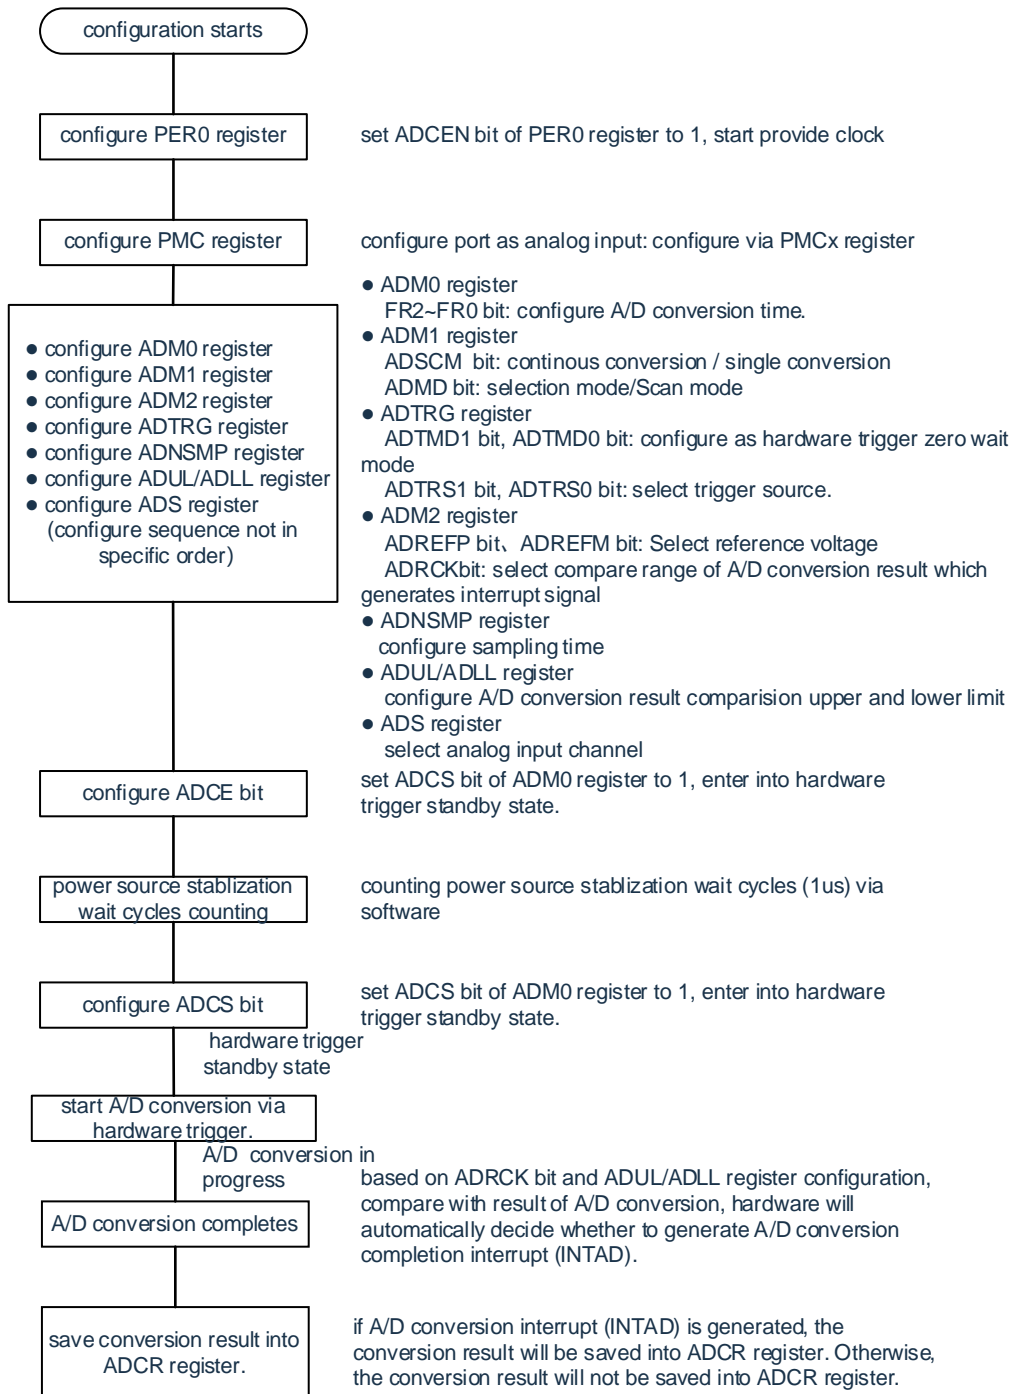 configuration starts
configure PER0 register
set ADCEN bit of PER0 register to 1, start provide clock
configure PMC register
configure port as analog input: configure via PMCx register
● configure ADM0 register
● configure ADM1 register
● configure ADM2 register
● configure ADTRG register
● configure ADNSMP register
● configure ADUL/ADLL register
● configure ADS register
(configure sequence not in
specific order)
● ADM0 register
FR2~FR0 bit: configure A/D conversion time.
● ADM1 register
ADSCM bit: continous conversion / single conversion
ADMD bit: selection mode/Scan mode
● ADTRG register
ADTMD1 bit, ADTMD0 bit: configure as hardware trigger zero wait
mode
ADTRS1 bit, ADTRS0 bit: select trigger source.
● ADM2 register
ADREFP bit、ADREFM bit: Select reference voltage
ADRCKbit: select compare range of A/D conversion result which
generates interrupt signal
● ADNSMP register
configure sampling time
● ADUL/ADLL register
configure A/D conversion result comparision upper and lower limit
● ADS register
select analog input channel
configure ADCE bit
set ADCS bit of ADM0 register to 1, enter into hardware
trigger standby state.
power source stablization
wait cycles counting
counting power source stablization wait cycles (1us) via
software
configure ADCS bit
set ADCS bit of ADM0 register to 1, enter into hardware
trigger standby state.
hardware trigger
standby state
start A/D conversion via
hardware trigger.
A/D conversion in
progress
A/D conversion completes
based on ADRCK bit and ADUL/ADLL register configuration,
compare with result of A/D conversion, hardware will
automatically decide whether to generate A/D conversion
completion interrupt (INTAD).
save conversion result into
ADCR register.
if A/D conversion interrupt (INTAD) is generated, the
conversion result will be saved into ADCR register. Otherwise,
the conversion result will not be saved into ADCR register.